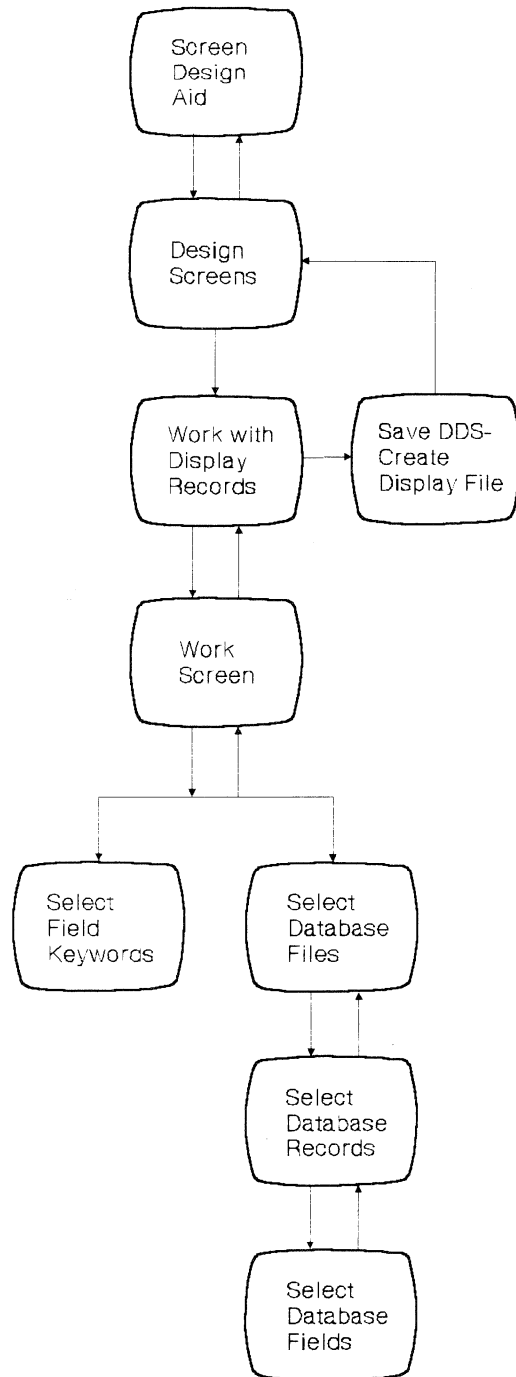 Screen
Design
Aid
Design
Screens
Work with
Display
Records
Save DDS-
Create
Display File
Work
Screen
Select
Field
Keywords
Select
Database
Files
Select
Database
Records
Select
Database
Fields